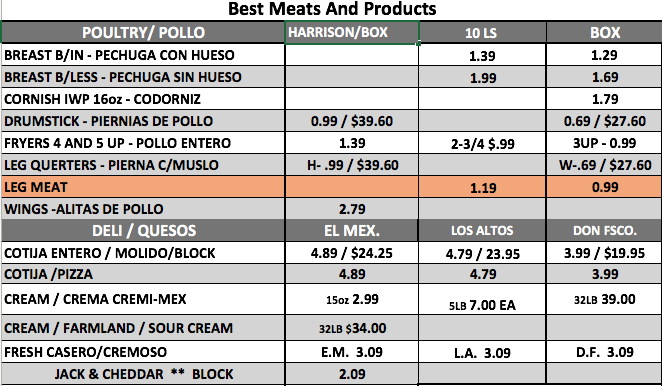 Best Meats And Products
POULTRY/ POLLO HARRISON/BOX 10 LS BOX
BREAST B/IN - PECHUGA CON HUESO 1.39 1.29
BREAST B/LESS - PECHUGA SIN HUESO 1.99 1.69
CORNISH IWP 16oz - CODORNIZ 1.79
DRUMSTICK - PIERNIAS DE POLLO 0.99 / $39.60 0.69 / $27.60
FRYERS 4 AND 5 UP - POLLO ENTERO 1.39 2-3/4 $.99 3UP - 0.99
LEG QUERTERS - PIERNA C/MUSLO H- .99 / $39.60 W-.69 / $27.60
LEG MEAT 1.19 0.99
WINGS -ALITAS DE POLLO 2.79
DELI / QUESOS EL MEX. LOS ALTOS DON FSCO.
COTIJA ENTERO / MOLIDO/BLOCK 4.89 / $24.25 4.79 / 23.95 3.99 / $19.95
COTIJA /PIZZA 4.89 4.79 3.99
CREAM / CREMA CREMI-MEX 15oz 2.99 5LB 7.00 EA 32LB 39.00
CREAM / FARMLAND / SOUR CREAM 32LB $34.00
FRESH CASERO/CREMOSO E.M. 3.09 L.A. 3.09 D.F. 3.09
JACK & CHEDDAR ** BLOCK 2.09